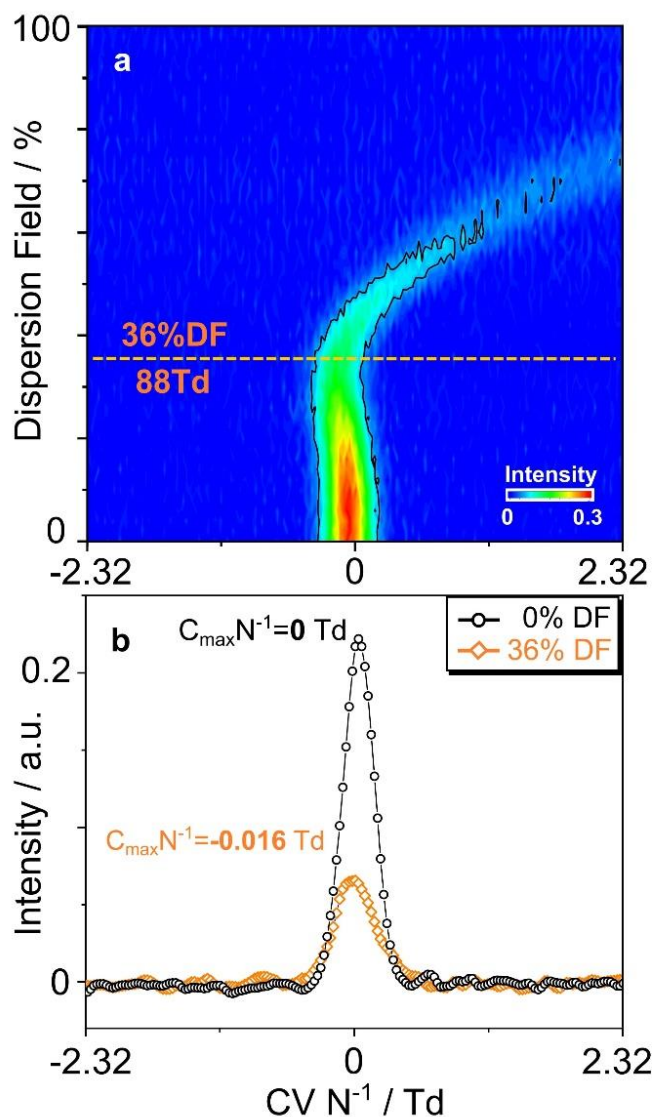 100
a
Dispersion Field / %
36%DF
88Td
Intensity
0 0.3
0
-2.32 0 2.32
b
CₘₐₓN⁻¹=0 Td
0% DF
36% DF
0.2
Intensity / a.u.
CₘₐₓN⁻¹=-0.016 Td
0
-2.32 0 2.32
CV N⁻¹ / Td